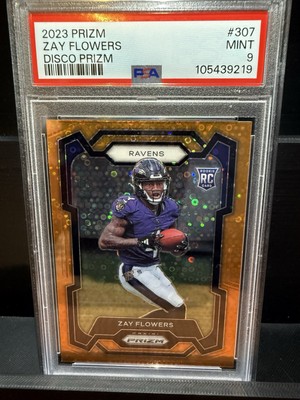 2023 PRIZM #307
ZAY FLOWERS MINT
DISCO PRIZM 9
PSA 105439219
RAVENS
RC
ZAY FLOWERS
PRIZM